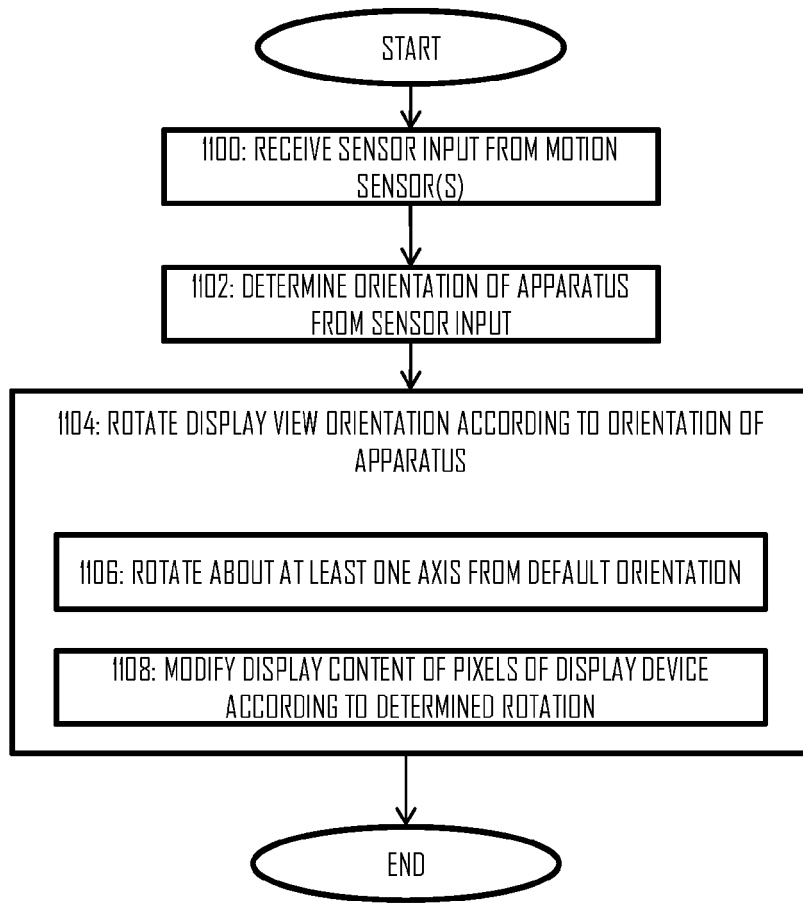 START
1100: RECEIVE SENSOR INPUT FROM MOTION
SENSOR(S)
1102: DETERMINE ORIENTATION OF APPARATUS
FROM SENSOR INPUT
1104: ROTATE DISPLAY VIEW ORIENTATION ACCORDING TO ORIENTATION OF
APPARATUS
1106: ROTATE ABOUT AT LEAST ONE AXIS FROM DEFAULT ORIENTATION
1108: MODIFY DISPLAY CONTENT OF PIXELS OF DISPLAY DEVICE
ACCORDING TO DETERMINED ROTATION
END